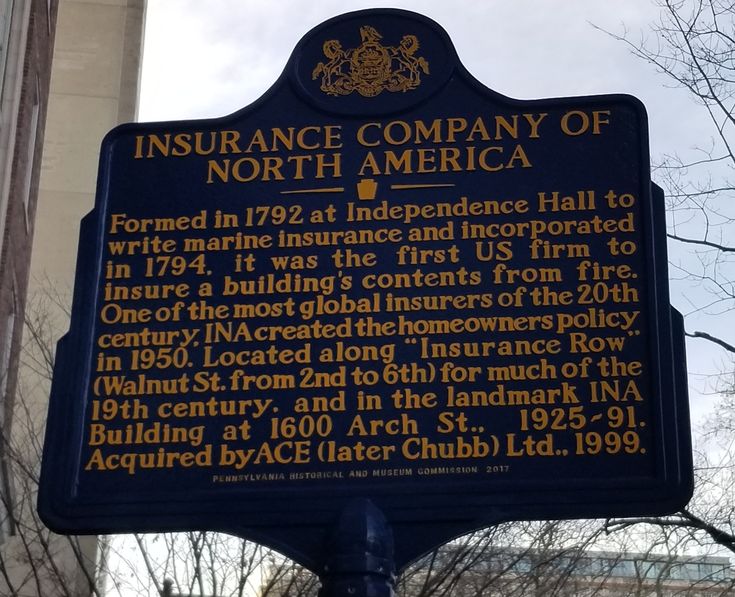 INSURANCE COMPANY OF
NORTH AMERICA
Formed in 1792 at Independence Hall to
write marine insurance and incorporated
in 1794, it was the first US firm to
insure a building's contents from fire.
One of the most global insurers of the 20th
century, INA created the homeowners policy
in 1950. Located along "Insurance Row"
(Walnut St. from 2nd to 6th) for much of the
19th century, and in the landmark INA
Building at 1600 Arch St., 1925-91.
Acquired by ACE (later Chubb) Ltd., 1999.
PENNSYLVANIA HISTORICAL AND MUSEUM COMMISSION 2017